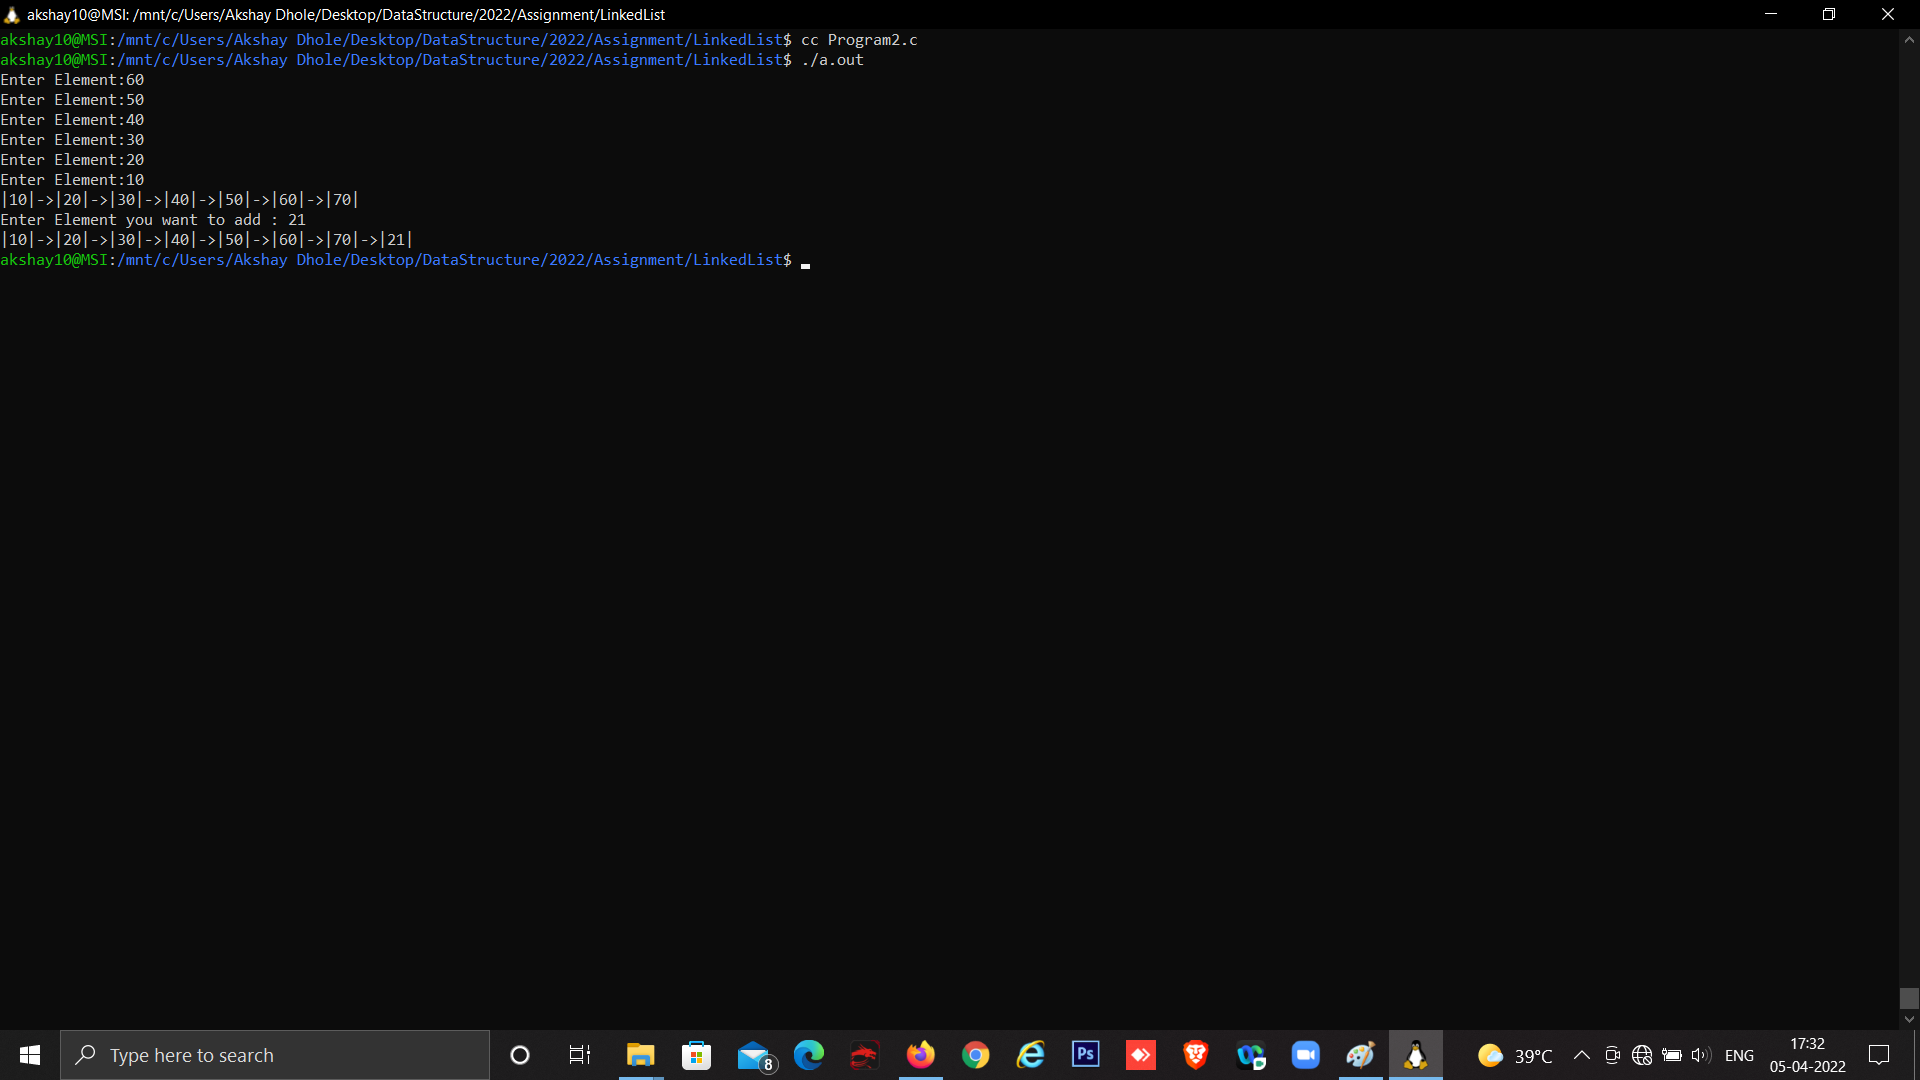 akshay10@MSI: /mnt/c/Users/Akshay Dhole/Desktop/DataStructure/2022/Assignment/LinkedList
akshay10@MSI:/mnt/c/Users/Akshay Dhole/Desktop/DataStructure/2022/Assignment/LinkedList$ cc Program2.c
akshay10@MSI:/mnt/c/Users/Akshay Dhole/Desktop/DataStructure/2022/Assignment/LinkedList$ ./a.out
Enter Element:60
Enter Element:50
Enter Element:40
Enter Element:30
Enter Element:20
Enter Element:10
|10|->|20|->|30|->|40|->|50|->|60|->|70|
Enter Element you want to add : 21
|10|->|20|->|30|->|40|->|50|->|60|->|70|->|21|
akshay10@MSI:/mnt/c/Users/Akshay Dhole/Desktop/DataStructure/2022/Assignment/LinkedList$
Type here to search
8
Ps
39°C
ENG
17:32
05-04-2022